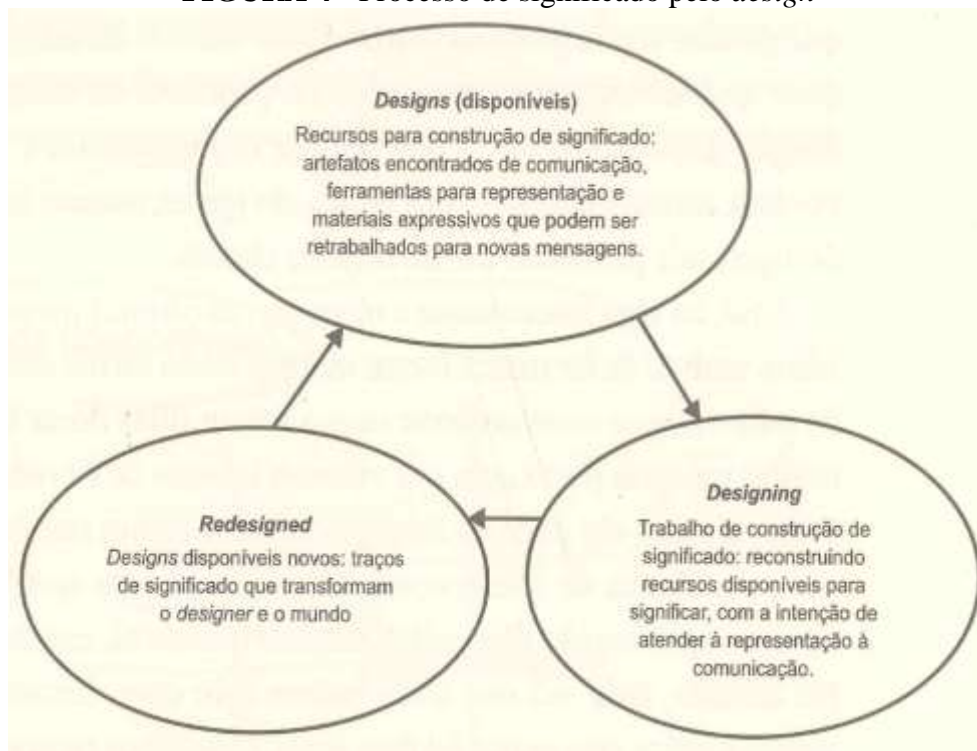 Designs (disponíveis)
Recursos para construção de significado:
artefatos encontrados de comunicação,
ferramentas para representação e
materiais expressivos que podem ser
retrabalhados para novas mensagens.
Designing
Trabalho de construção de
significado: reconstruindo
recursos disponíveis para
significar, com a intenção de
atender à representação à
comunicação.
Redesigned
Designs disponíveis novos: traços
de significado que transformam
o designer e o mundo